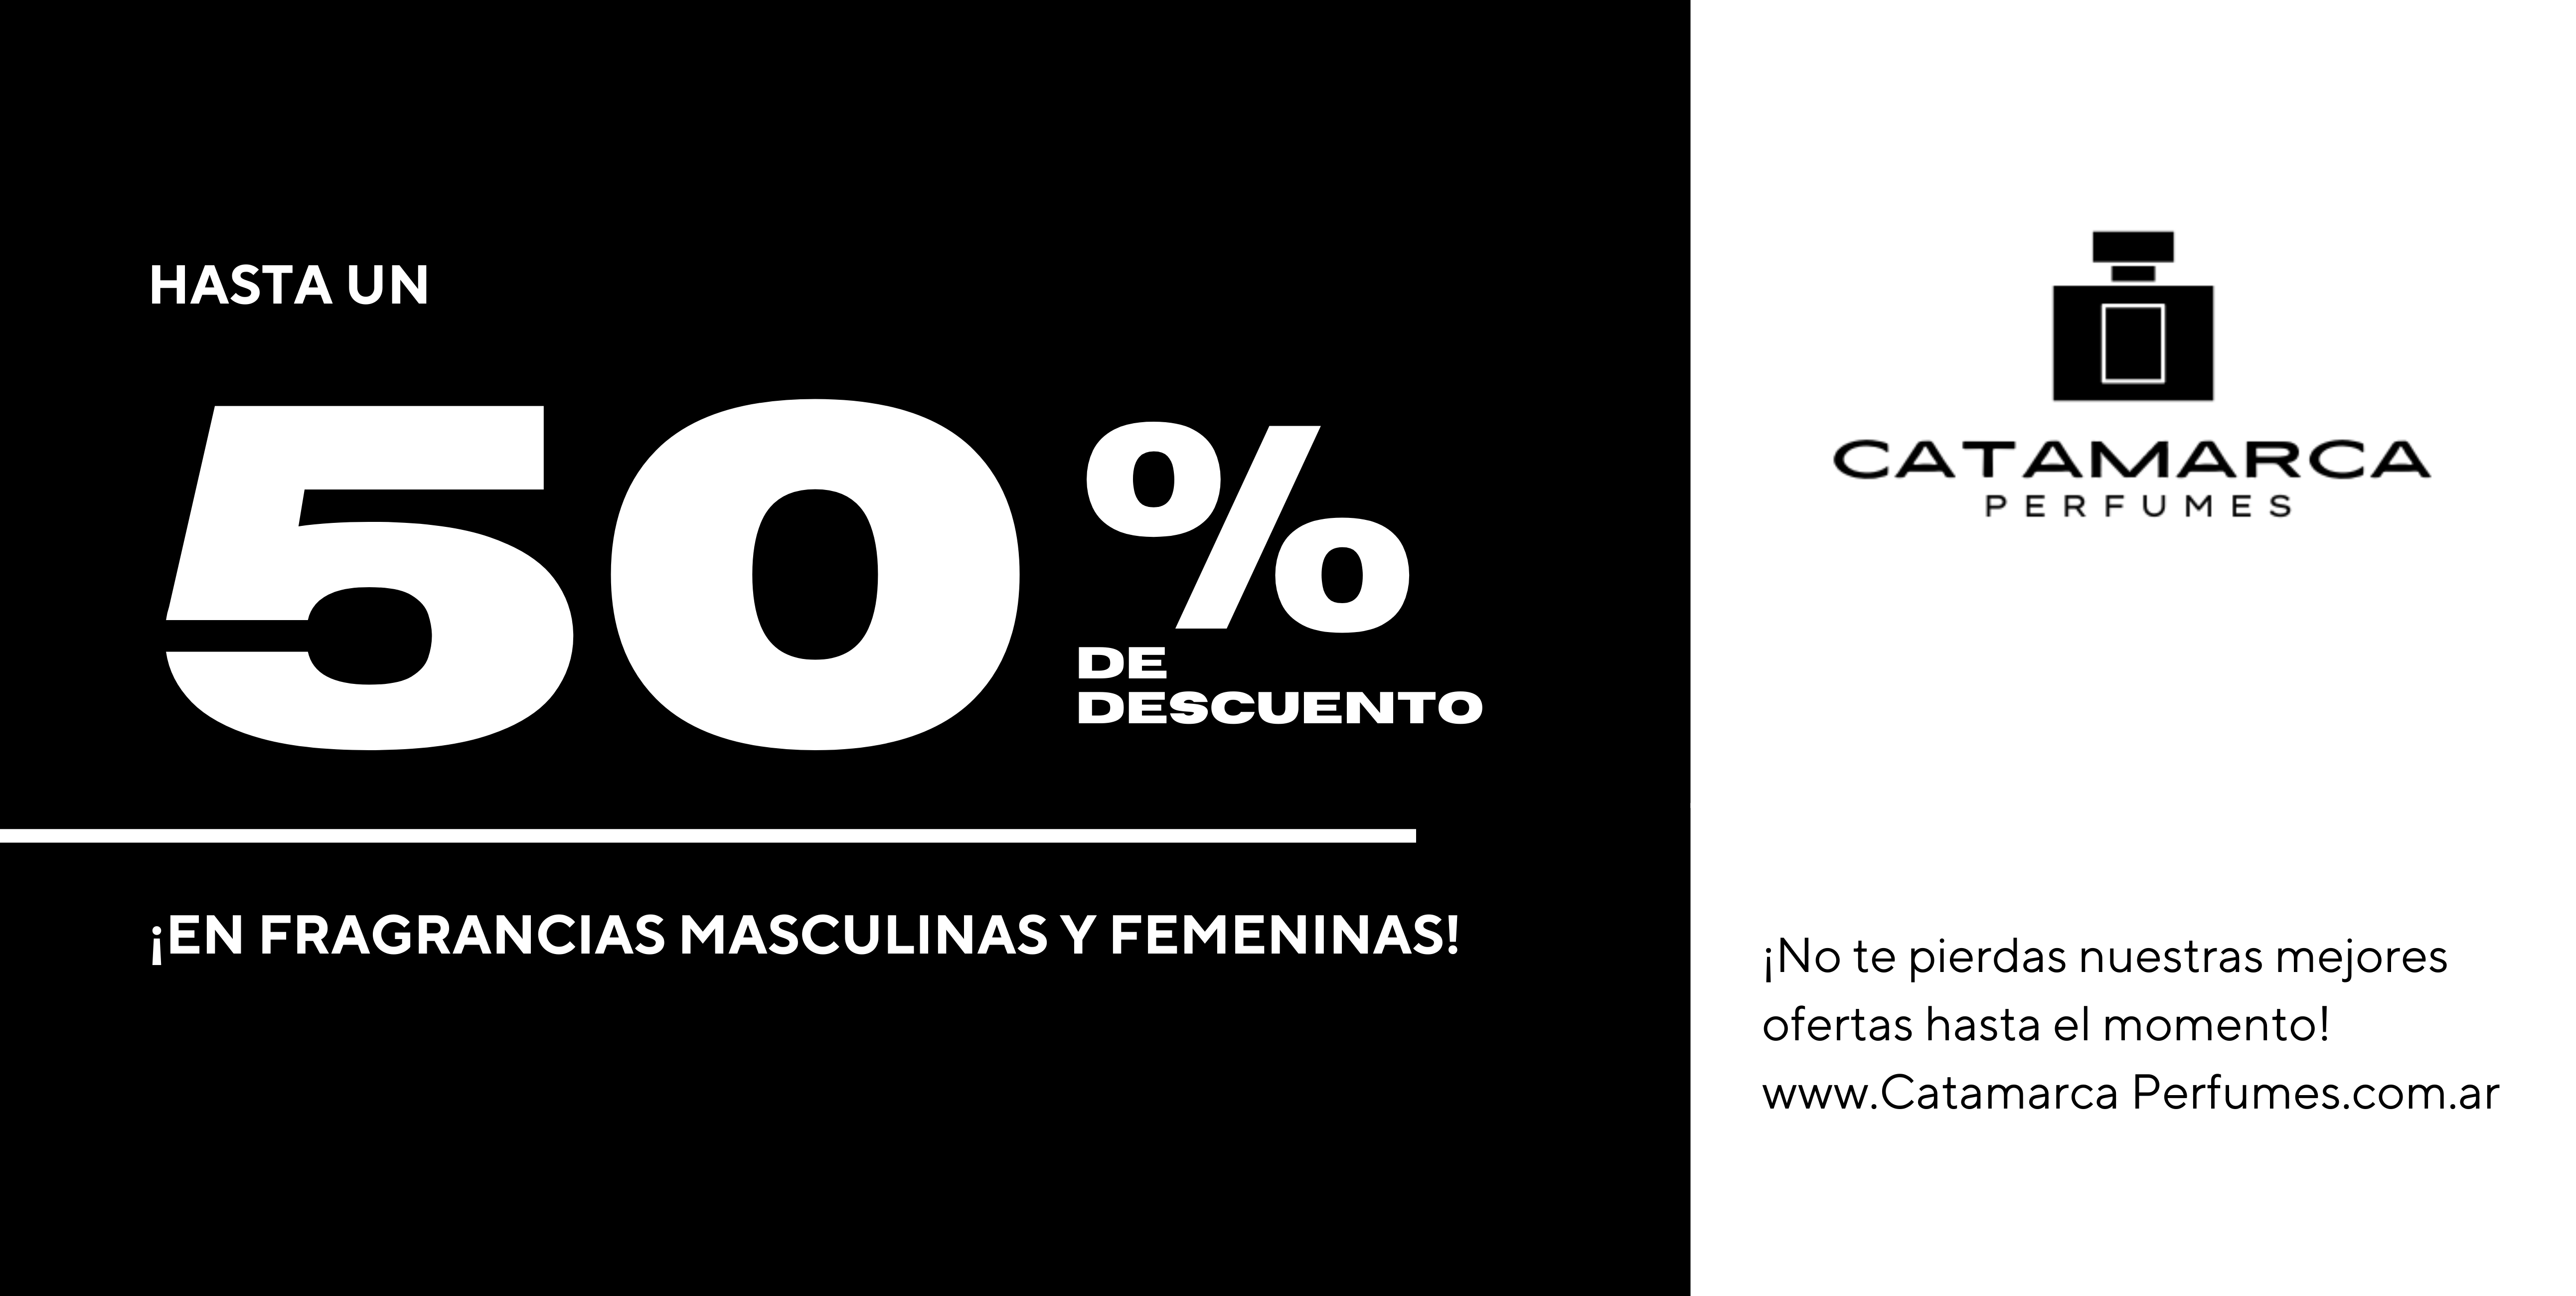 HASTA UN
50%
DE
DESCUENTO
¡EN FRAGRANCIAS MASCULINAS Y FEMENINAS!
CATAMARCA
PERFUMES
¡No te pierdas nuestras mejores
ofertas hasta el momento!
www.Catamarca Perfumes.com.ar